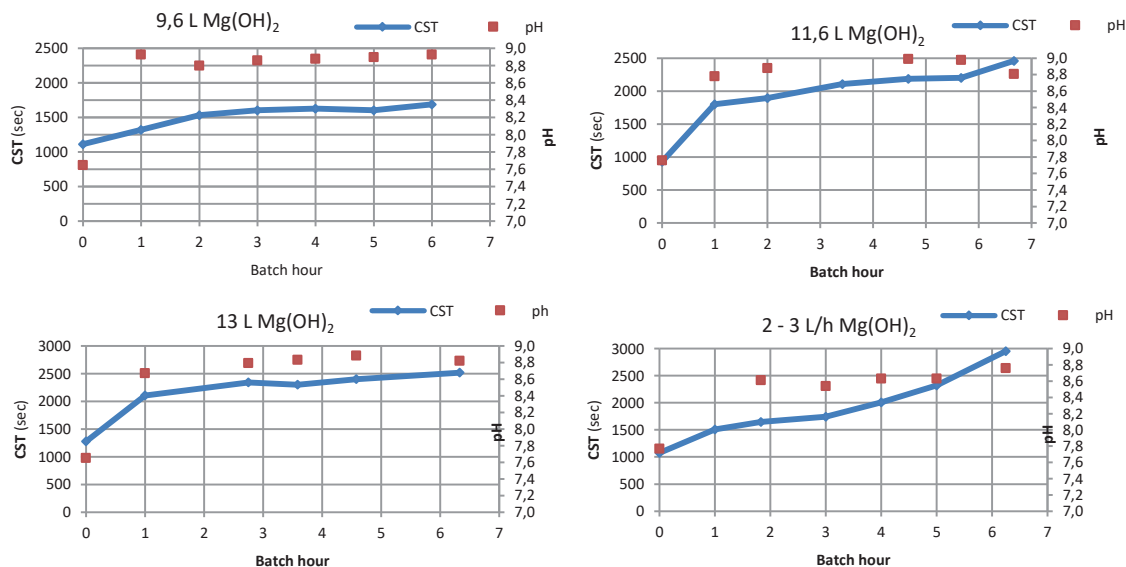 9,6 L Mg(OH)₂
CST
pH
2500
2000
1500
1000
500
0
9,0
8,8
8,6
8,4
8,2
8,0
7,8
7,6
7,4
7,2
7,0
0 1 2 3 4 5 6 7
CST (sec)
pH
Batch hour
11,6 L Mg(OH)₂
CST
pH
2500
2000
1500
1000
500
0
9,0
8,8
8,6
8,4
8,2
8,0
7,8
7,6
7,4
7,2
7,0
0 1 2 3 4 5 6 7
CST (sec)
pH
Batch hour
13 L Mg(OH)₂
CST
ph
3000
2500
2000
1500
1000
500
0
9,0
8,8
8,6
8,4
8,2
8,0
7,8
7,6
7,4
7,2
7,0
0 1 2 3 4 5 6 7
CST (sec)
pH
Batch hour
2 - 3 L/h Mg(OH)₂
CST
pH
3000
2500
2000
1500
1000
500
0
9,0
8,8
8,6
8,4
8,2
8,0
7,8
7,6
7,4
7,2
7,0
0 1 2 3 4 5 6 7
CST (sec)
pH
Batch hour